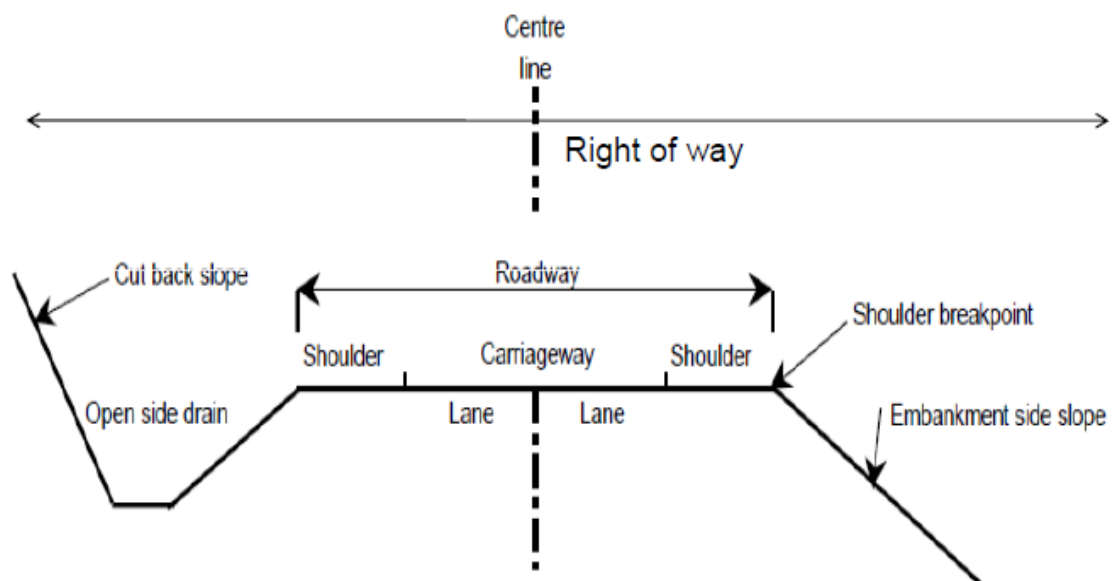 Centre
line
Right of way
Cut back slope
Roadway
Shoulder breakpoint
Shoulder
Carriageway
Shoulder
Open side drain
Lane
Lane
Embankment side slope